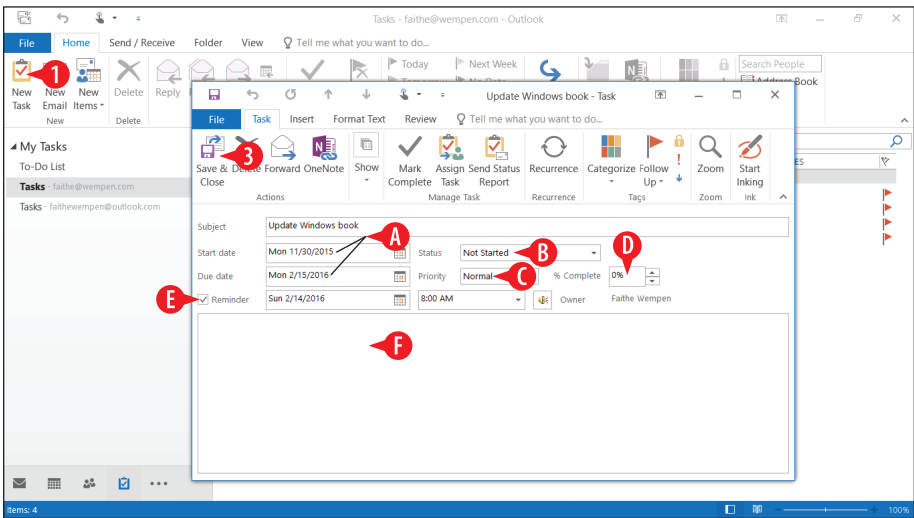 Tasks - faithe@wempen.com - Outlook
File Home Send / Receive Folder View Tell me what you want to do...
Today Next Week Search People
Tomorrow No Date Address Book
1
New Task New Email New Items Delete Reply
New Delete
Update Windows book - Task
File Task Insert Format Text Review Tell me what you want to do...
3
Save & Close Delete Forward OneNote Show Mark Complete Assign Task Send Status Report Recurrence Categorize Follow Up Zoom Start Inking
Actions Manage Task Recurrence Tags Zoom Ink
My Tasks
To-Do List
Tasks - faithe@wempen.com
Tasks - faithewempen@outlook.com
Subject Update Windows book
A
Start date Mon 11/30/2015 Status Not Started B D
Due date Mon 2/15/2016 Priority Normal C % Complete 0%
E Reminder Sun 2/14/2016 8:00 AM Owner Faithe Wempen
F
Items: 4 100%